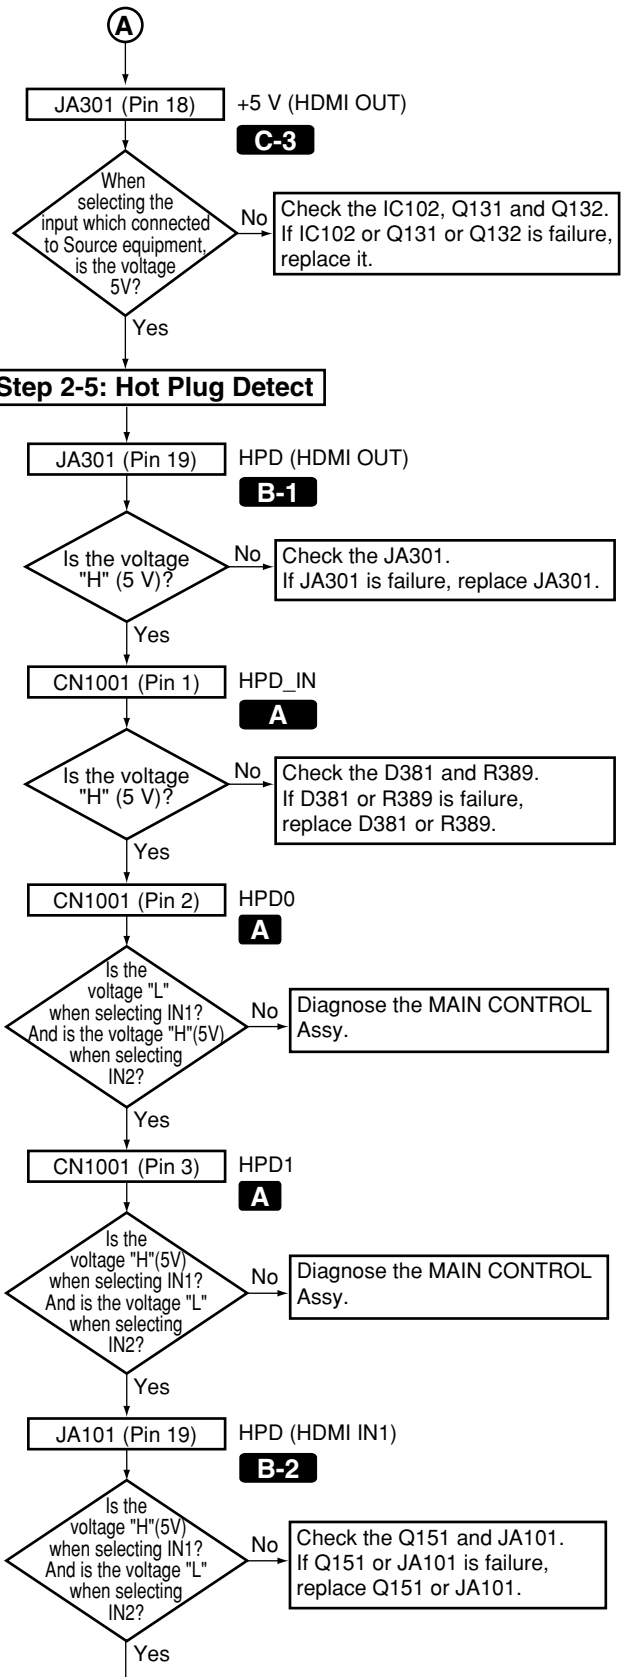 A
JA301 (Pin 18)
+5 V (HDMI OUT)
C-3
When
selecting the
input which connected
to Source equipment,
is the voltage
5V?
No
Check the IC102, Q131 and Q132.
If IC102 or Q131 or Q132 is failure,
replace it.
Yes
Step 2-5: Hot Plug Detect
JA301 (Pin 19)
HPD (HDMI OUT)
B-1
Is the voltage
"H" (5 V)?
No
Check the JA301.
If JA301 is failure, replace JA301.
Yes
CN1001 (Pin 1)
HPD_IN
A
Is the voltage
"H" (5 V)?
No
Check the D381 and R389.
If D381 or R389 is failure,
replace D381 or R389.
Yes
CN1001 (Pin 2)
HPD0
A
Is the
voltage "L"
when selecting IN1?
And is the voltage "H"(5V)
when selecting
IN2?
No
Diagnose the MAIN CONTROL
Assy.
Yes
CN1001 (Pin 3)
HPD1
A
Is the
voltage "H"(5V)
when selecting IN1?
And is the voltage "L"
when selecting
IN2?
No
Diagnose the MAIN CONTROL
Assy.
Yes
JA101 (Pin 19)
HPD (HDMI IN1)
B-2
Is the
voltage "H"(5V)
when selecting IN1?
And is the voltage "L"
when selecting
IN2?
No
Check the Q151 and JA101.
If Q151 or JA101 is failure,
replace Q151 or JA101.
Yes